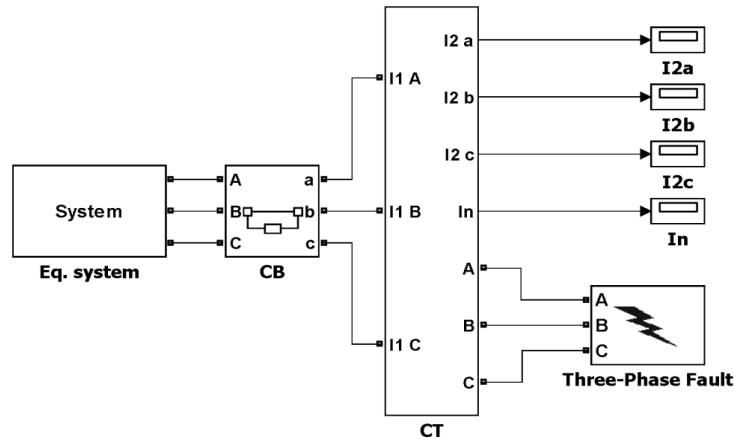 System
Eq. system
A
B
C
a
b
c
CB
I1 A
I1 B
I1 C
I2 a
I2 b
I2 c
In
A
B
C
CT
I2a
I2b
I2c
In
A
B
C
Three-Phase Fault